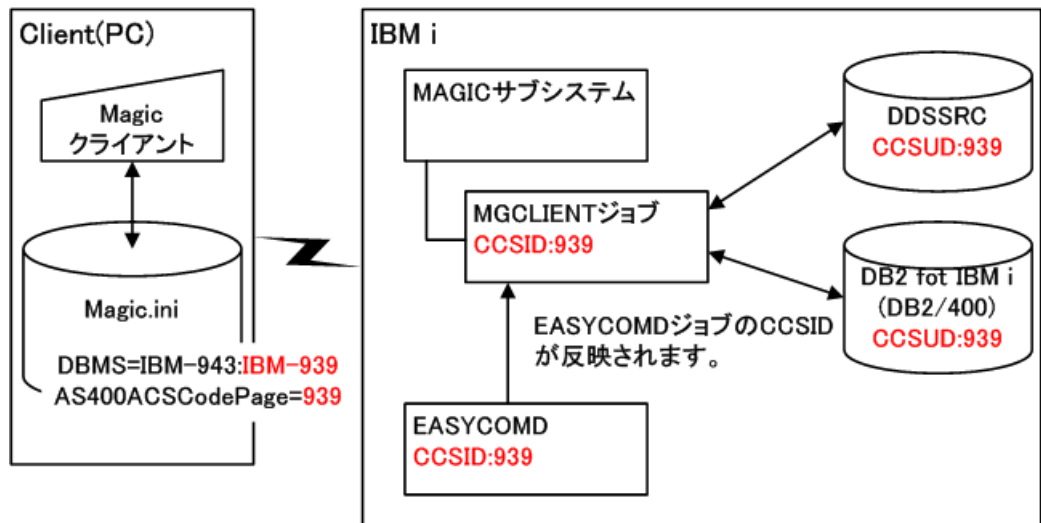 Client(PC)
Magic
クライアント
Magic.ini
DBMS=IBM-943:IBM-939
AS400ACSCodePage=939
IBM i
MAGICサブシステム
MGCLIENTジョブ
CCSID:939
EASYCOMDジョブのCCSID
が反映されます。
EASYCOMD
CCSID:939
DDSSRC
CCSUD:939
DB2 fot IBM i
(DB2/400)
CCSUD:939